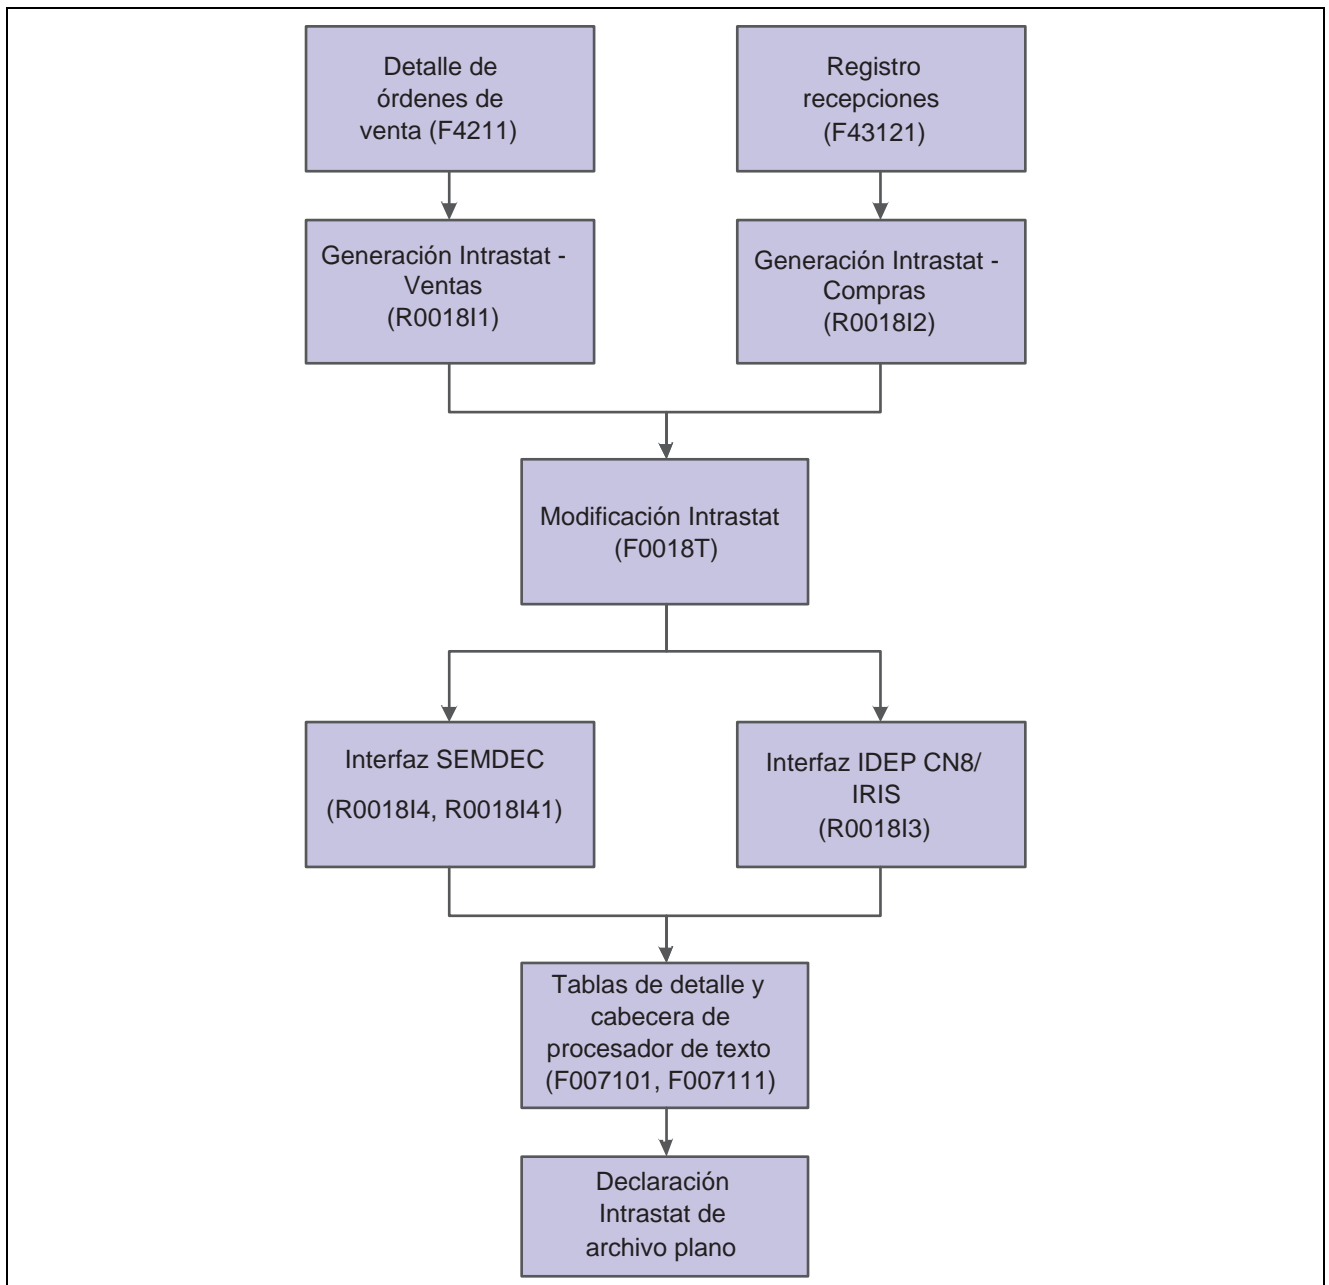 Detalle de
órdenes de
venta (F4211)
Registro
recepciones
(F43121)
Generación Intrastat -
Ventas
(R0018I1)
Generación Intrastat -
Compras
(R0018I2)
Modificación Intrastat
(F0018T)
Interfaz SEMDEC
(R0018I4, R0018I41)
Interfaz IDEP CN8/
IRIS
(R0018I3)
Tablas de detalle y
cabecera de
procesador de texto
(F007101, F007111)
Declaración
Intrastat de
archivo plano